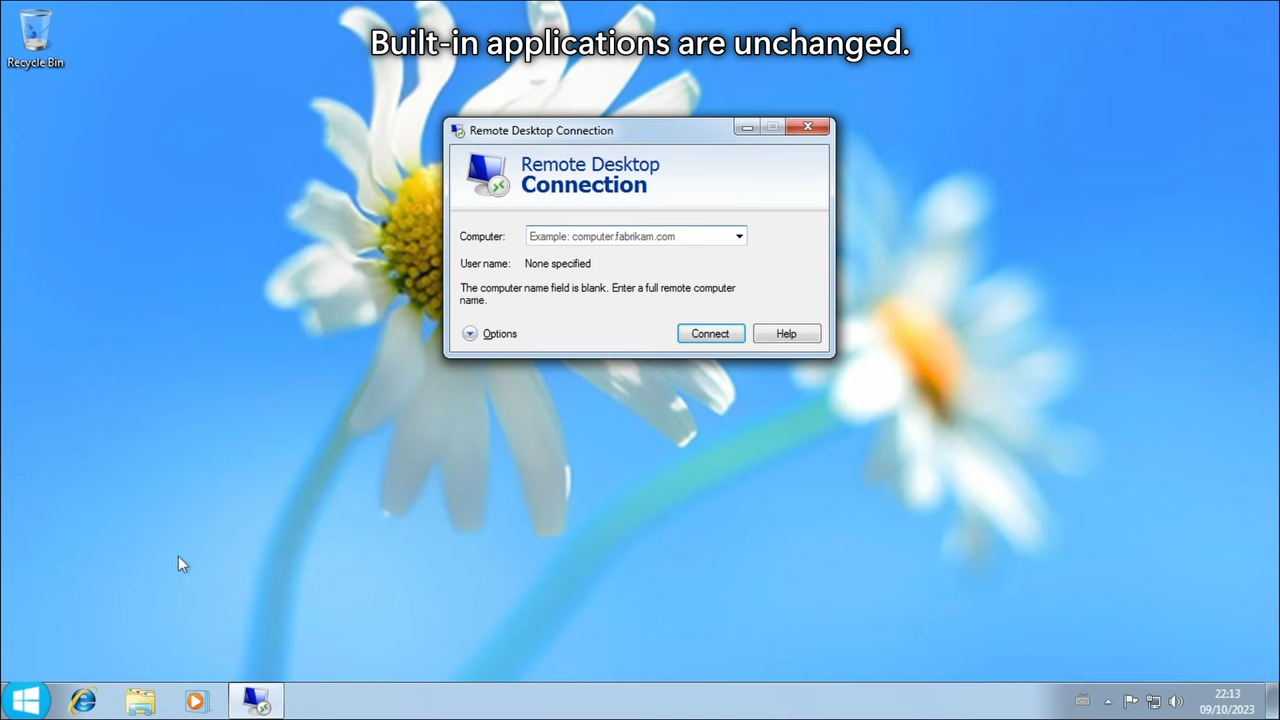 Built-in applications are unchanged.
Recycle Bin
Remote Desktop Connection
Remote Desktop
Connection
Computer:
Example: computer.fabrikam.com
User name:
None specified
The computer name field is blank. Enter a full remote computer
name.
Options
Connect
Help
22:13
09/10/2023